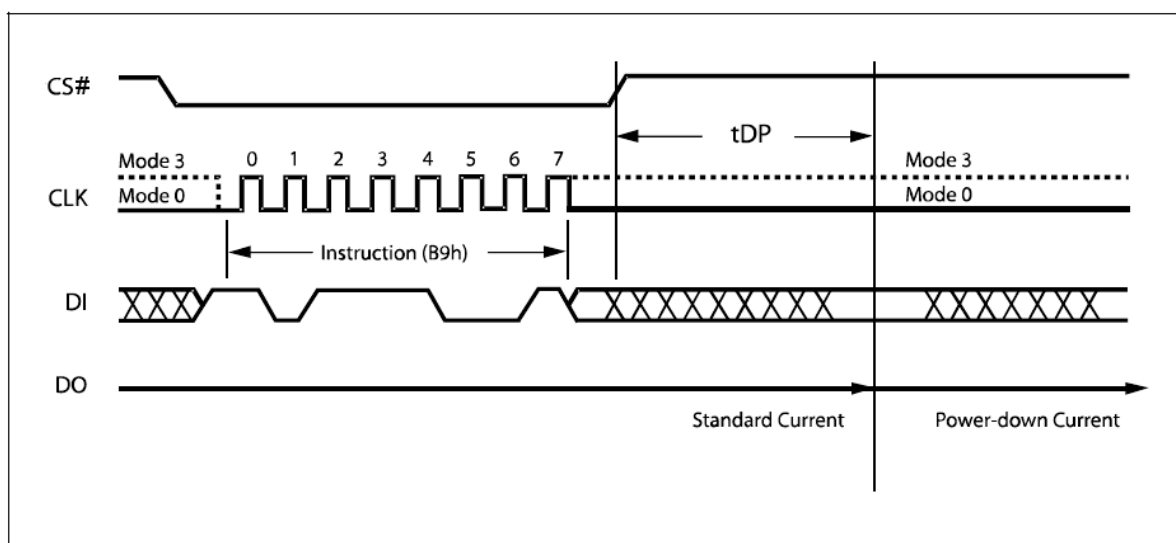 CS#
tDP
Mode 3
0 1 2 3 4 5 6 7
Mode 3
CLK
Mode 0
Mode 0
Instruction (B9h)
DI
DO
Standard Current
Power-down Current